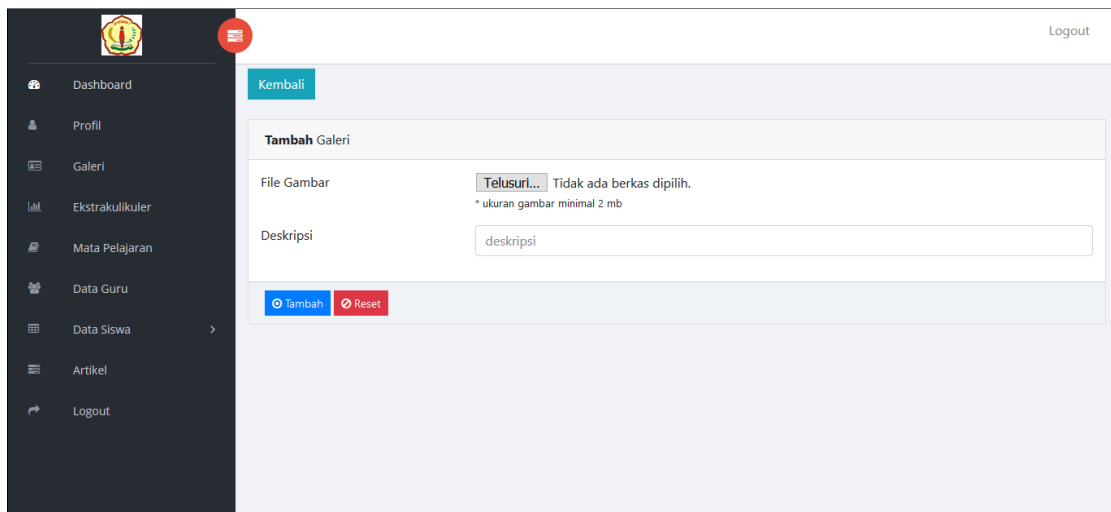 Logout
Dashboard
Profil
Galeri
Ekstrakulikuler
Mata Pelajaran
Data Guru
Data Siswa
Artikel
Logout
Kembali
Tambah Galeri
File Gambar
Telusuri... Tidak ada berkas dipilih.
* ukuran gambar minimal 2 mb
Deskripsi
deskripsi
Tambah Reset